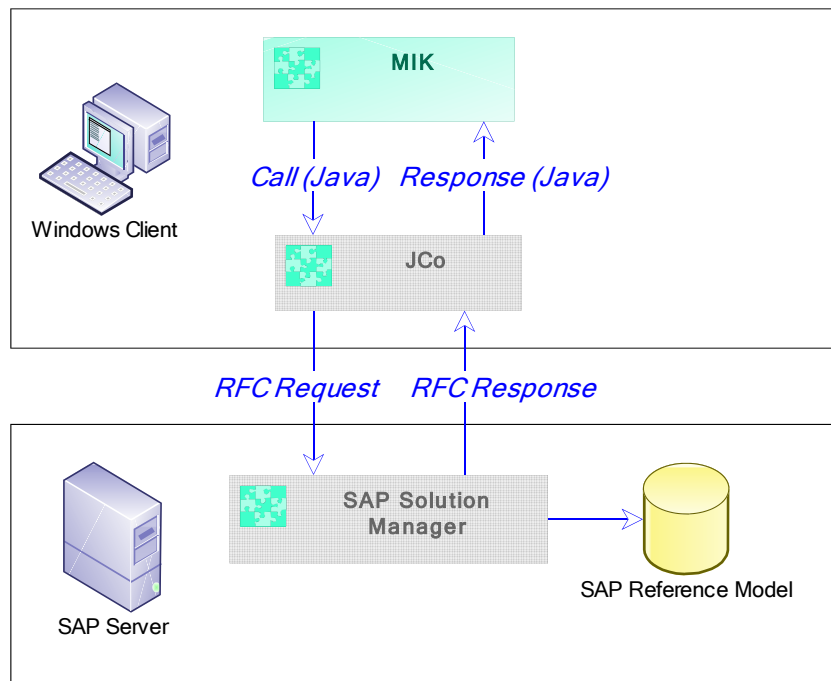 MIK
Call (Java) Response (Java)
Windows Client
JCo
RFC Request RFC Response
SAP Solution
Manager
SAP Server
SAP Reference Model